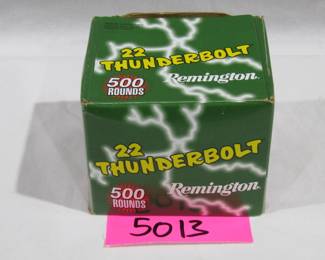 22
THUNDERBOLT
500
ROUNDS
Remington
22
THUNDERBOLT
500
ROUNDS
Remington
5013